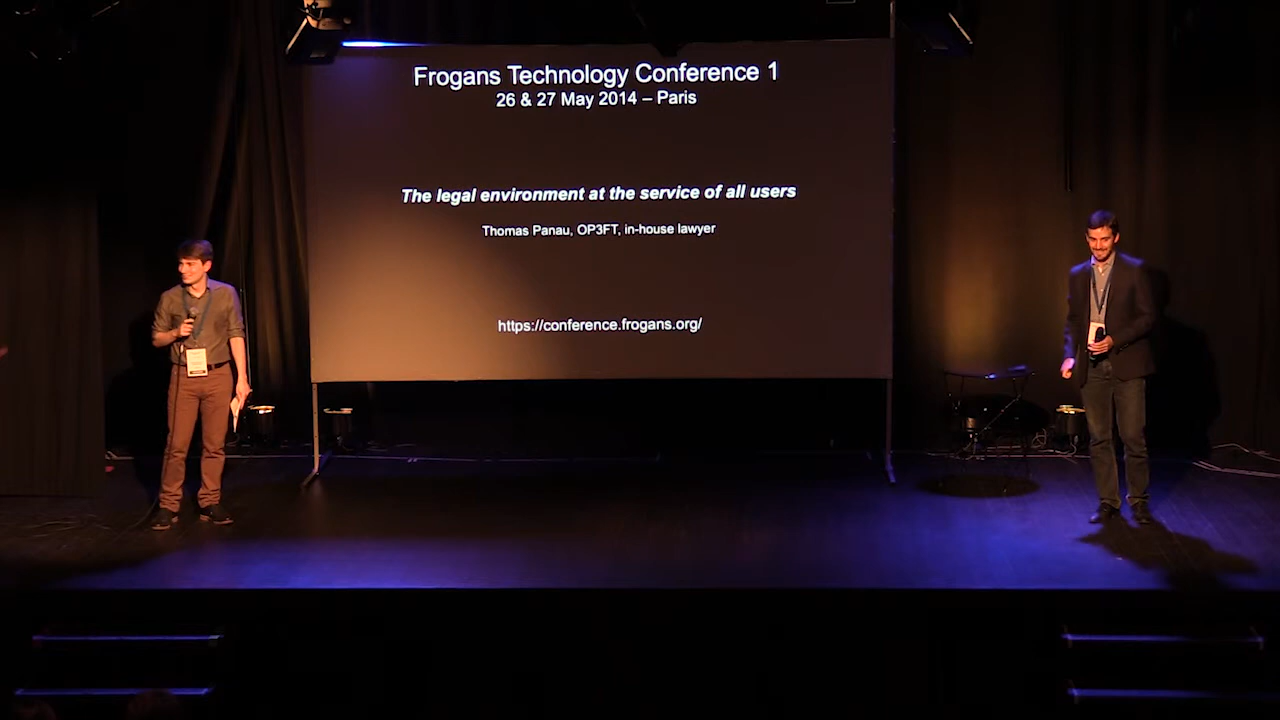 Frogans Technology Conference 1
26 & 27 May 2014 – Paris
The legal environment at the service of all users
Thomas Panau, OP3FT, in-house lawyer
https://conference.frogans.org/